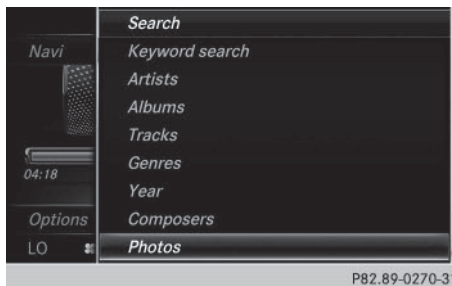 Search
Navi
Keyword search
Artists
Albums
Tracks
Genres
04:18
Year
Options
Composers
LO
Photos
P82.89-0270-31